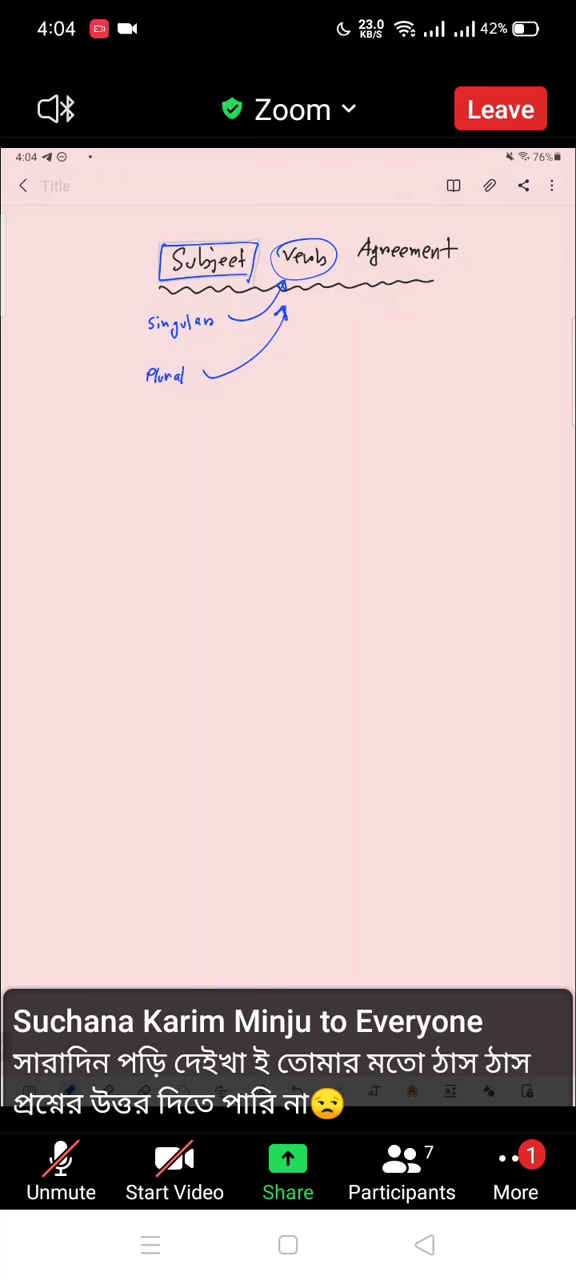 4:04 23.0 KB/S 42%
Zoom
Leave
4:04 76%
Title
Subject Verb Agreement
Singular
Plural
Suchana Karim Minju to Everyone
সারাদিন পড়ি দেইখা ই তোমার মতো ঠাস ঠাস
প্রশ্নের উত্তর দিতে পারি না😒
7 1
Unmute Start Video Share Participants More